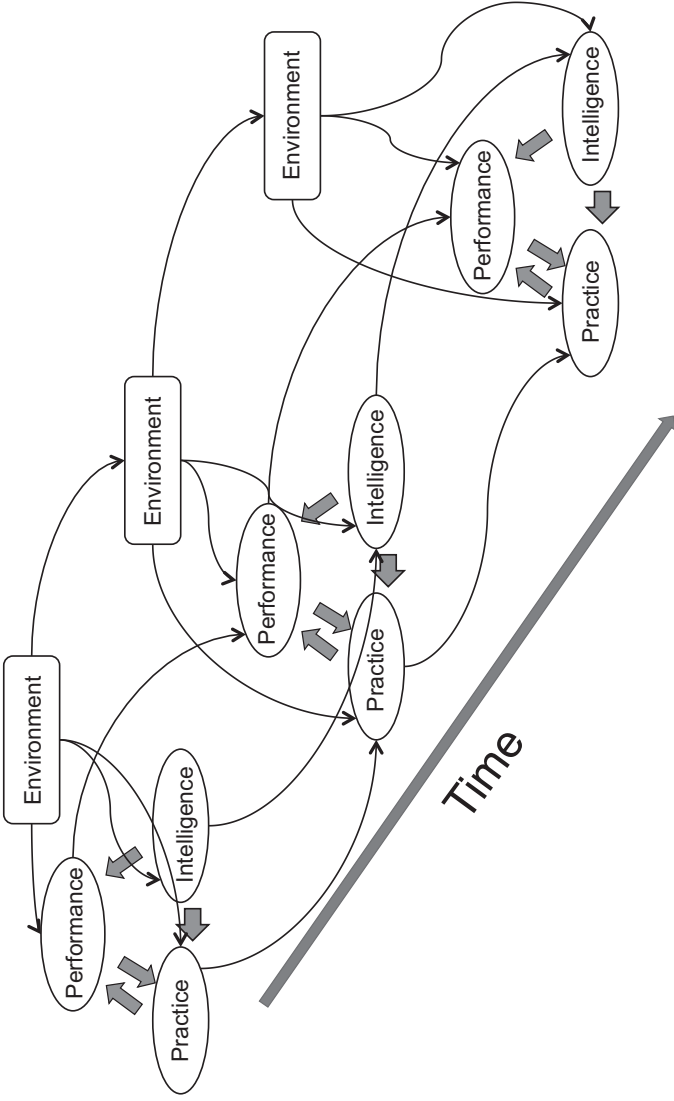 Environment
Performance
Intelligence
Practice
Environment
Performance
Intelligence
Practice
Environment
Performance
Intelligence
Practice
Time